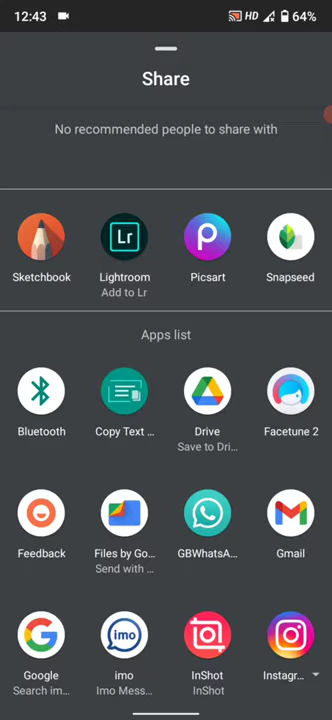 12:43 HD 64%
Share
No recommended people to share with
Lr
Sketchbook Lightroom Picsart Snapseed
Add to Lr
Apps list
Bluetooth Copy Text ... Drive Facetune 2
Save to Dri...
Feedback Files by Go... GBWhatsA... Gmail
Send with ...
imo
Google imo InShot Instagr...
Search im... Imo Mess... InShot